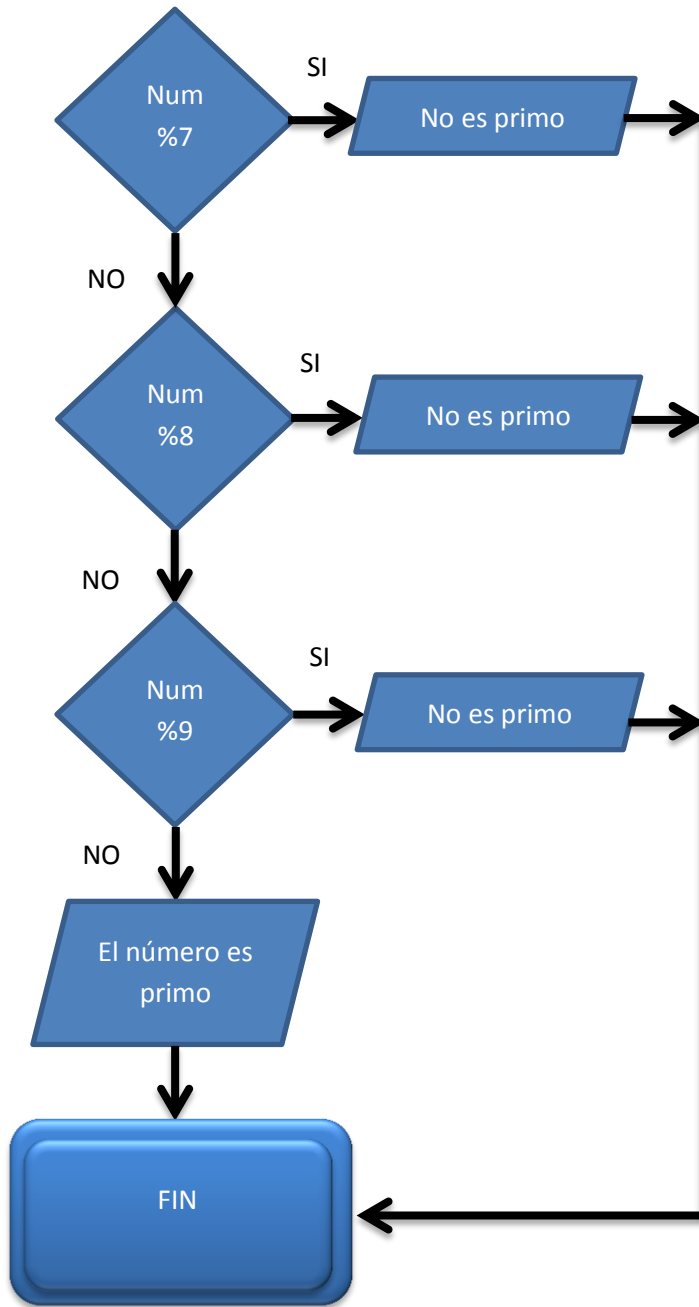 SI
Num
%7
No es primo
NO
SI
Num
%8
No es primo
NO
SI
Num
%9
No es primo
NO
El número es
primo
FIN